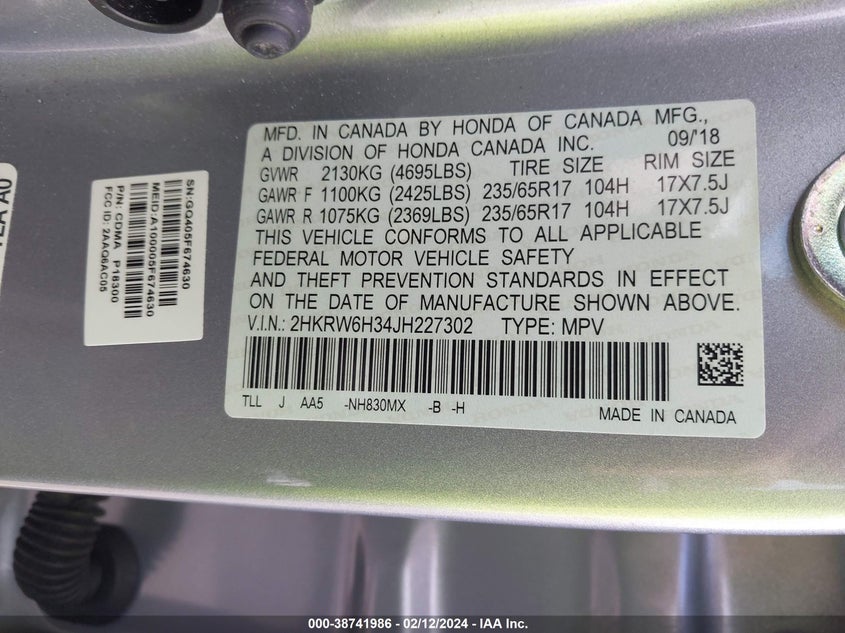 MFD. IN CANADA BY HONDA OF CANADA MFG.,
A DIVISION OF HONDA CANADA INC. 09/'18
GVWR 2130KG (4695LBS) TIRE SIZE RIM SIZE
GAWR F 1100KG (2425LBS) 235/65R17 104H 17X7.5J
GAWR R 1075KG (2369LBS) 235/65R17 104H 17X7.5J
THIS VEHICLE CONFORMS TO ALL APPLICABLE
FEDERAL MOTOR VEHICLE SAFETY
AND THEFT PREVENTION STANDARDS IN EFFECT
ON THE DATE OF MANUFACTURE SHOWN ABOVE.
V.I.N.: 2HKRW6H34JH227302 TYPE: MPV
TLL J AA5 -NH830MX -B -H
MADE IN CANADA
SN:GQA05F674630
MEID:A100005F674630
P/N: CDMA P18300
FCC ID: 2AAQ6AC05
000-38741986 - 02/12/2024 - IAA Inc.